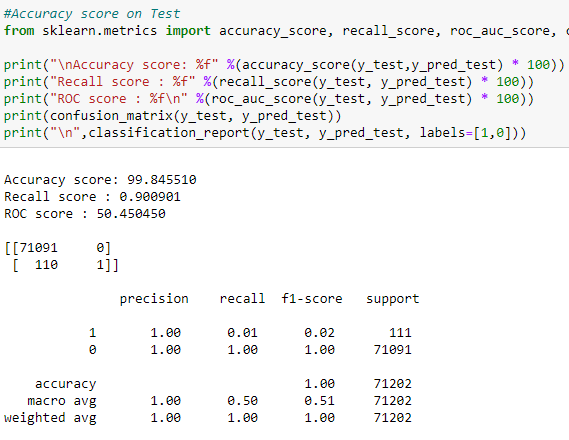 #Accuracy score on Test
from sklearn.metrics import accuracy_score, recall_score, roc_auc_score,
print("\nAccuracy score: %f" %(accuracy_score(y_test,y_pred_test) * 100))
print("Recall score : %f" %(recall_score(y_test, y_pred_test) * 100))
print("ROC score : %f\n" %(roc_auc_score(y_test, y_pred_test) * 100))
print(confusion_matrix(y_test, y_pred_test))
print("\n",classification_report(y_test, y_pred_test, labels=[1,0]))
Accuracy score: 99.845510
Recall score : 0.900901
ROC score : 50.450450
[[71091     0]
 [  110     1]]
precision    recall  f1-score   support
1       1.00      0.01      0.02       111
0       1.00      1.00      1.00     71091
accuracy                           1.00     71202
macro avg       1.00      0.50      0.51     71202
weighted avg       1.00      1.00      1.00     71202